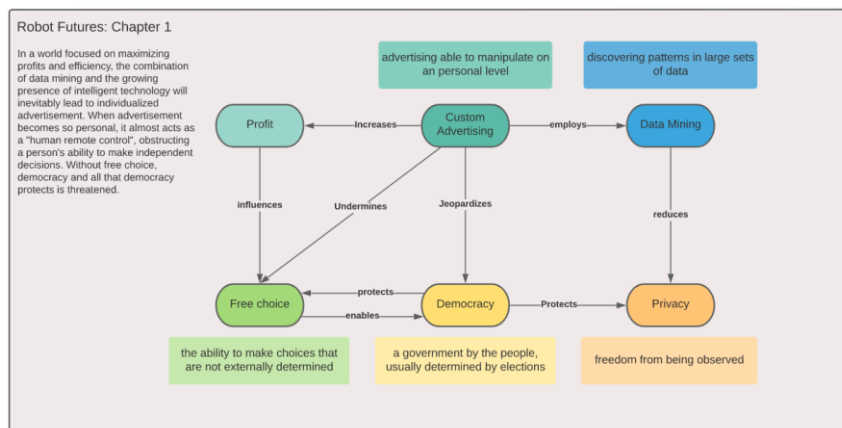 Robot Futures: Chapter 1
In a world focused on maximizing
profits and efficiency, the combination
of data mining and the growing
presence of intelligent technology will
inevitably lead to individualized
advertisement. When advertisement
becomes so personal, it almost acts as
a "human remote control", obstructing
a person's ability to make independent
decisions. Without free choice,
democracy and all that democracy
protects is threatened.
advertising able to manipulate on
an personal level
discovering patterns in large sets
of data
Profit
Increases
Custom
Advertising
employs
Data Mining
influences
Undermines
Jeopardizes
reduces
Free choice
protects
enables
Democracy
Protects
Privacy
the ability to make choices that
are not externally determined
a government by the people,
usually determined by elections
freedom from being observed